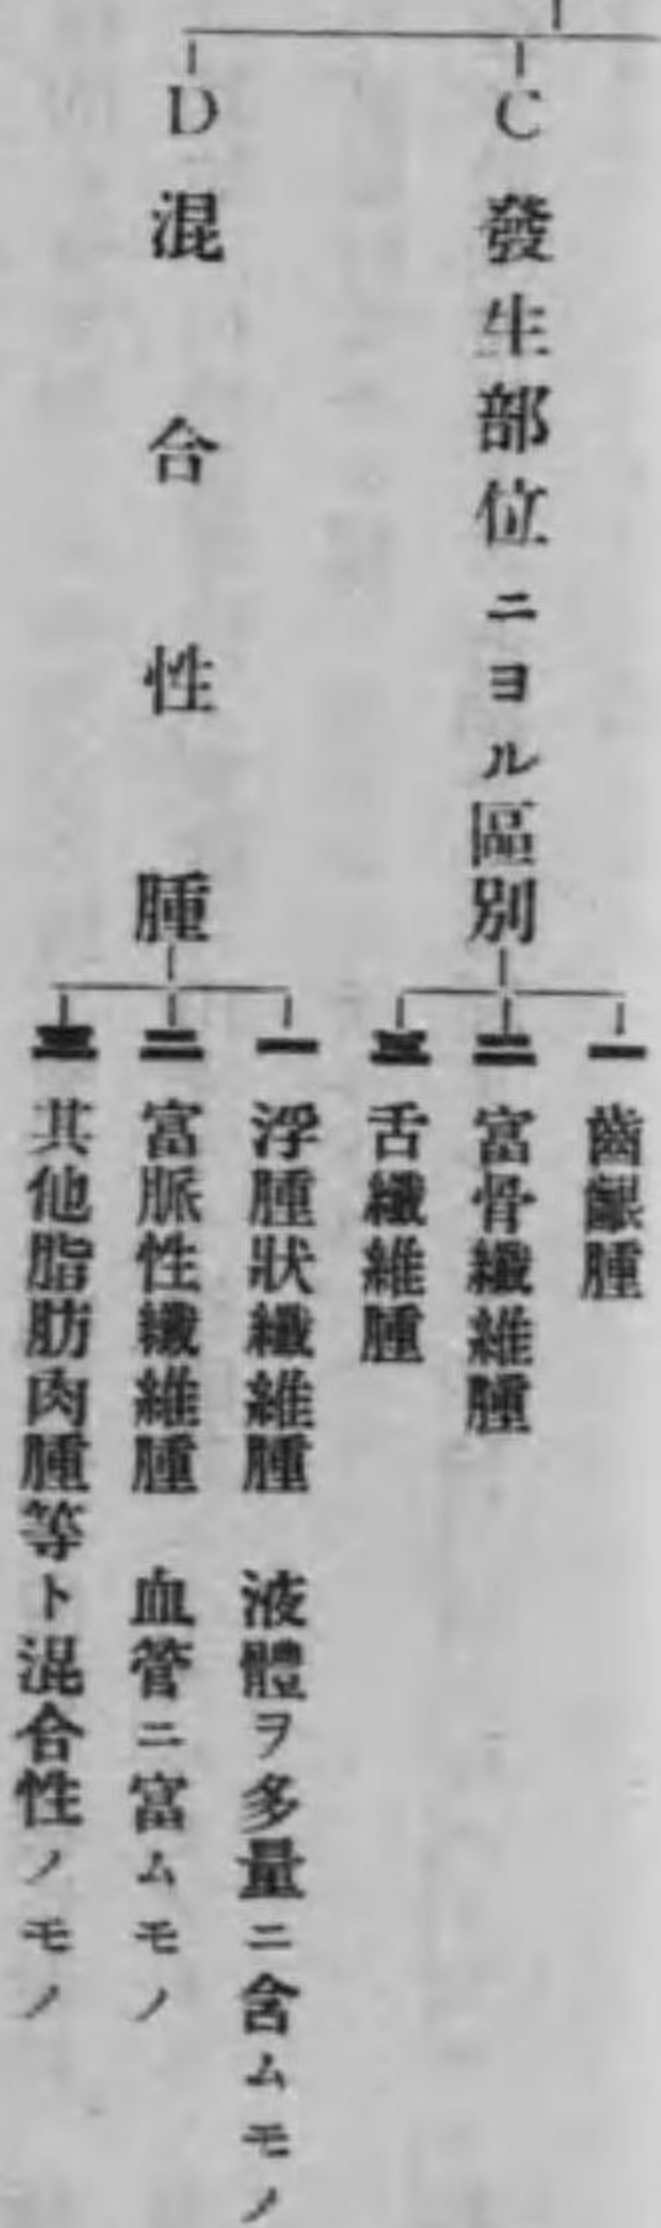 C 發生部位ニヨル區別
一 齒齦腫
二 富骨纖維腫
三 舌纖維腫
D 混合性腫
一 浮腫狀纖維腫 液體ヲ多量ニ含ムモノ
二 富脈性纖維腫 血管ニ富ムモノ
三 其他脂肪肉腫等ト混合性ノモノ